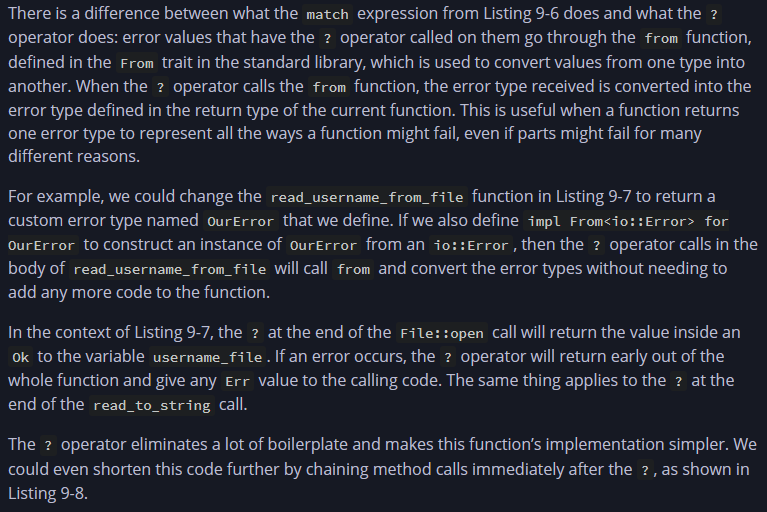 There is a difference between what the match expression from Listing 9-6 does and what the ?
operator does: error values that have the ? operator called on them go through the from function,
defined in the From trait in the standard library, which is used to convert values from one type into
another. When the ? operator calls the from function, the error type received is converted into the
error type defined in the return type of the current function. This is useful when a function returns
one error type to represent all the ways a function might fail, even if parts might fail for many
different reasons.
For example, we could change the read_username_from_file function in Listing 9-7 to return a
custom error type named OurError that we define. If we also define impl From<io::Error> for
OurError to construct an instance of OurError from an io::Error, then the ? operator calls in the
body of read_username_from_file will call from and convert the error types without needing to
add any more code to the function.
In the context of Listing 9-7, the ? at the end of the File::open call will return the value inside an
Ok to the variable username_file. If an error occurs, the ? operator will return early out of the
whole function and give any Err value to the calling code. The same thing applies to the ? at the
end of the read_to_string call.
The ? operator eliminates a lot of boilerplate and makes this function’s implementation simpler. We
could even shorten this code further by chaining method calls immediately after the ?, as shown in
Listing 9-8.